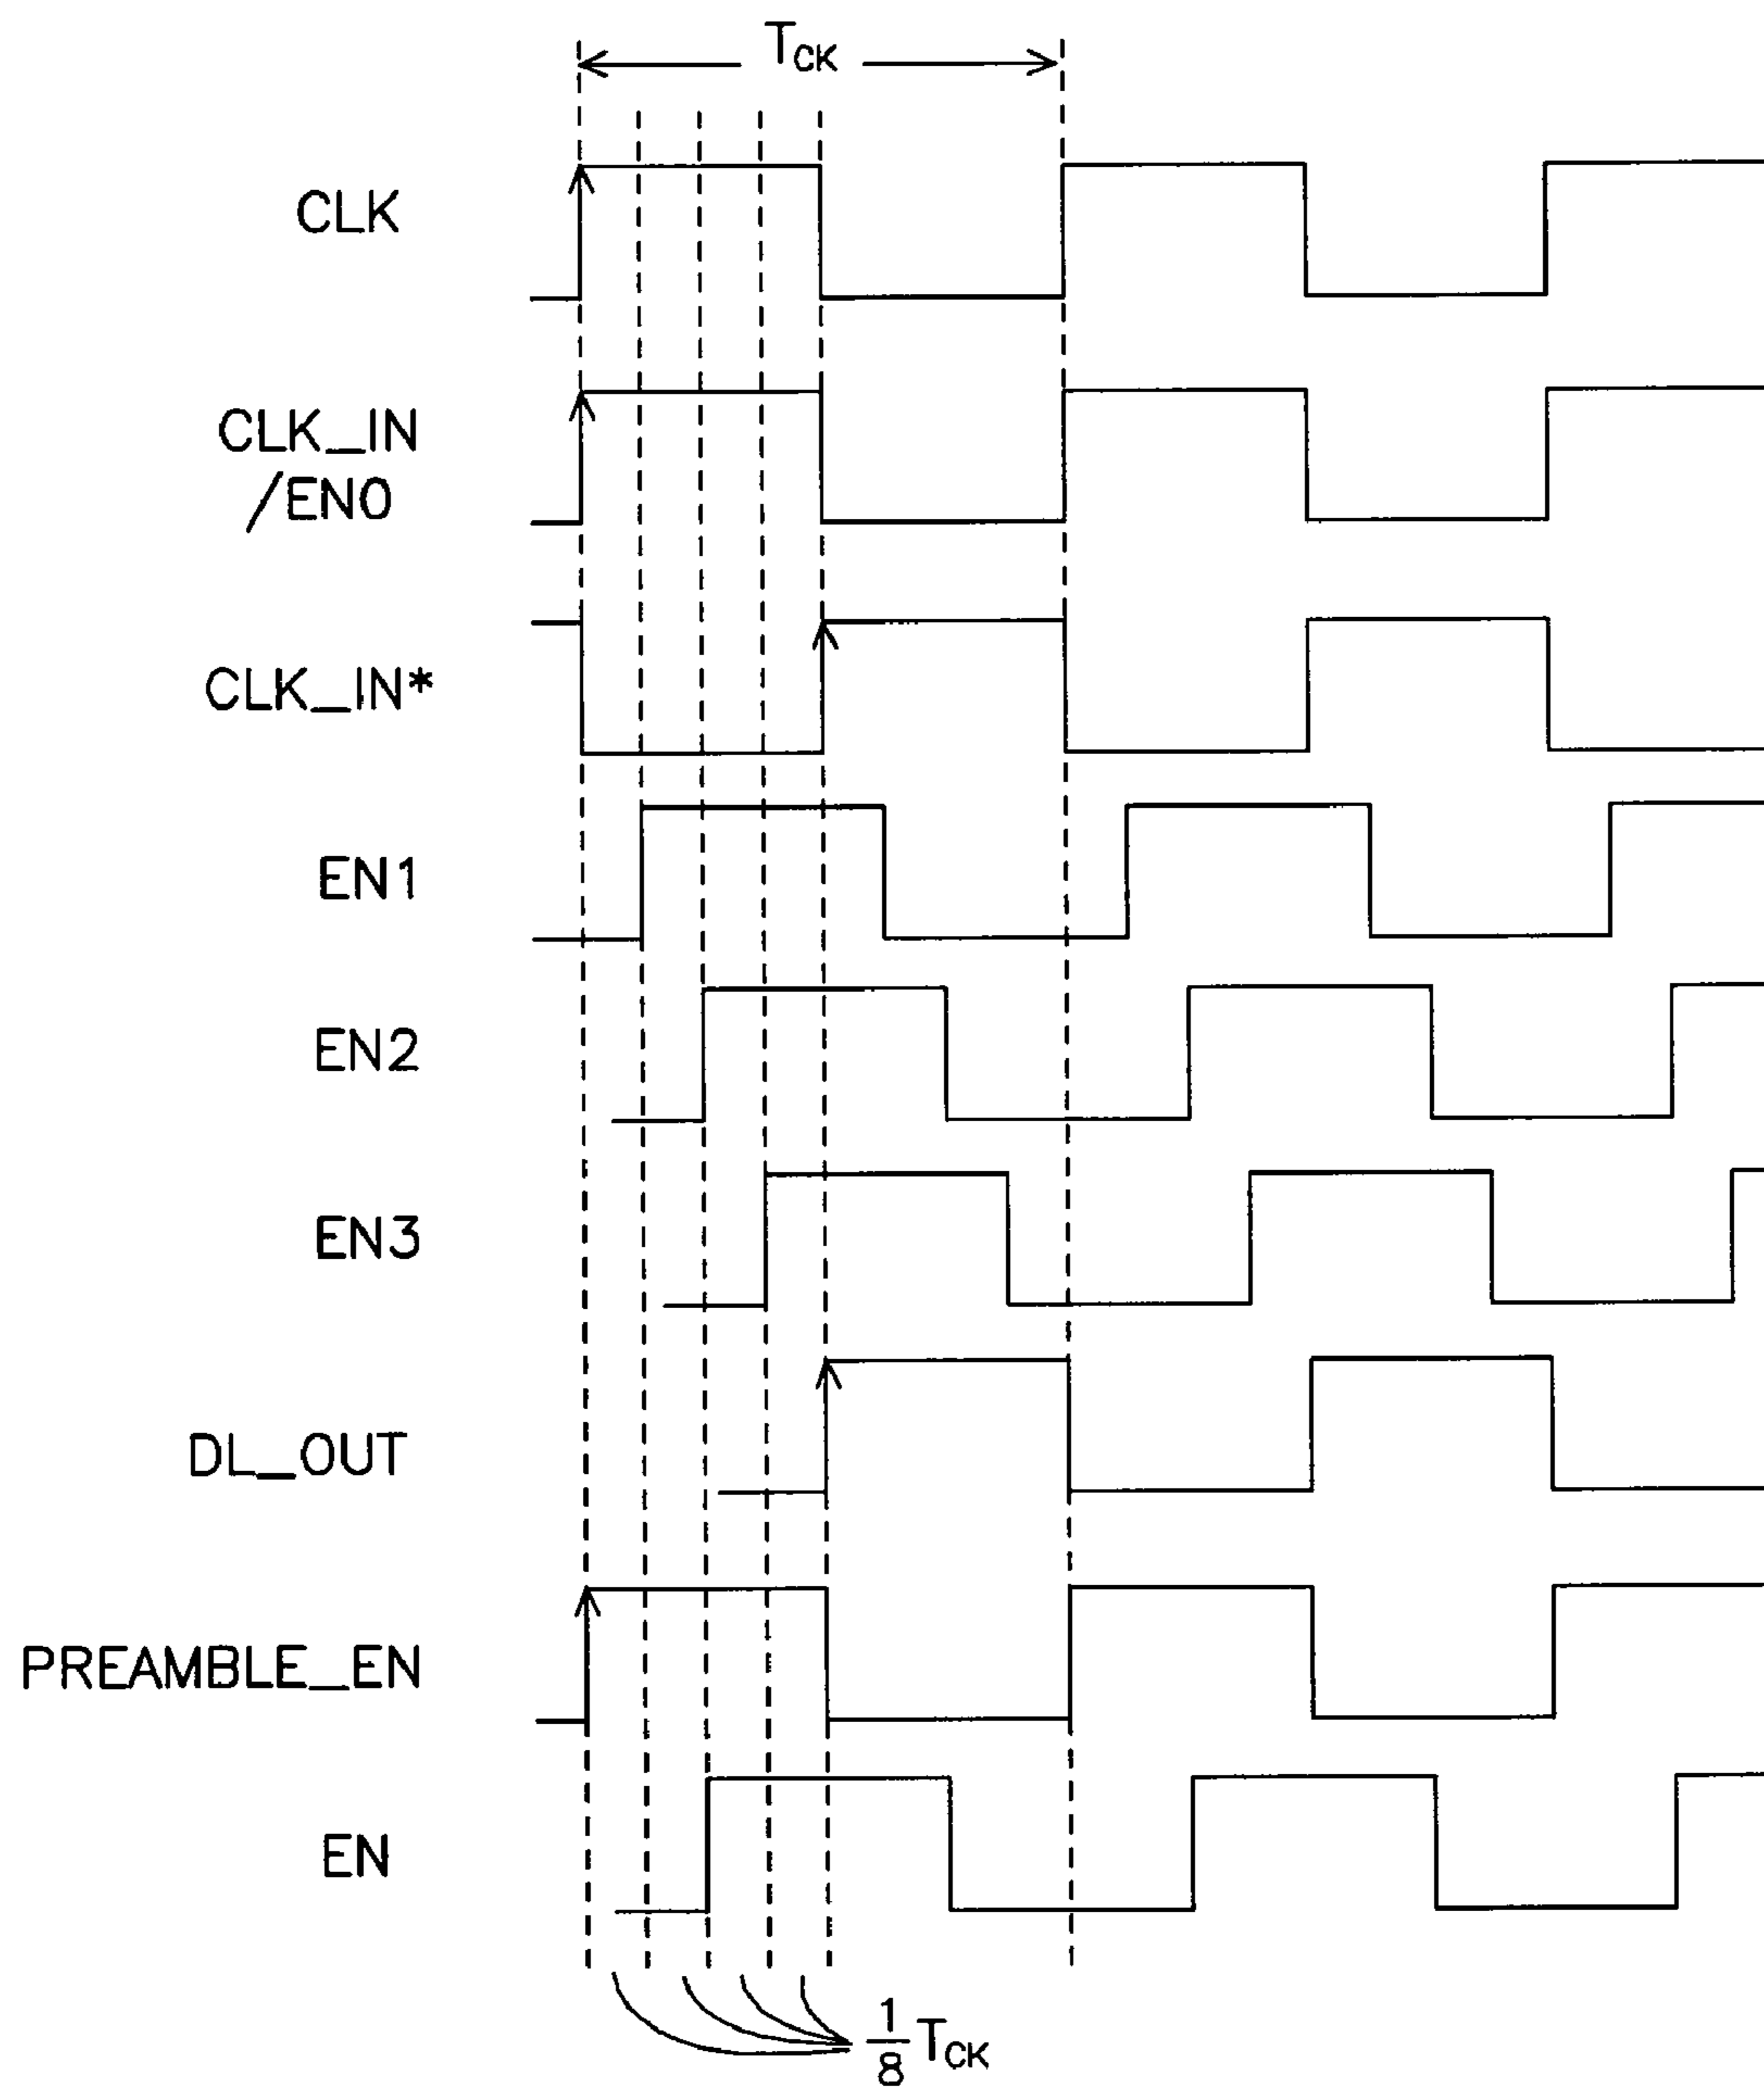 T_CK
CLK
CLK_IN
/EN0
CLK_IN*
EN1
EN2
EN3
DL_OUT
PREAMBLE_EN
EN
1/8 T_CK